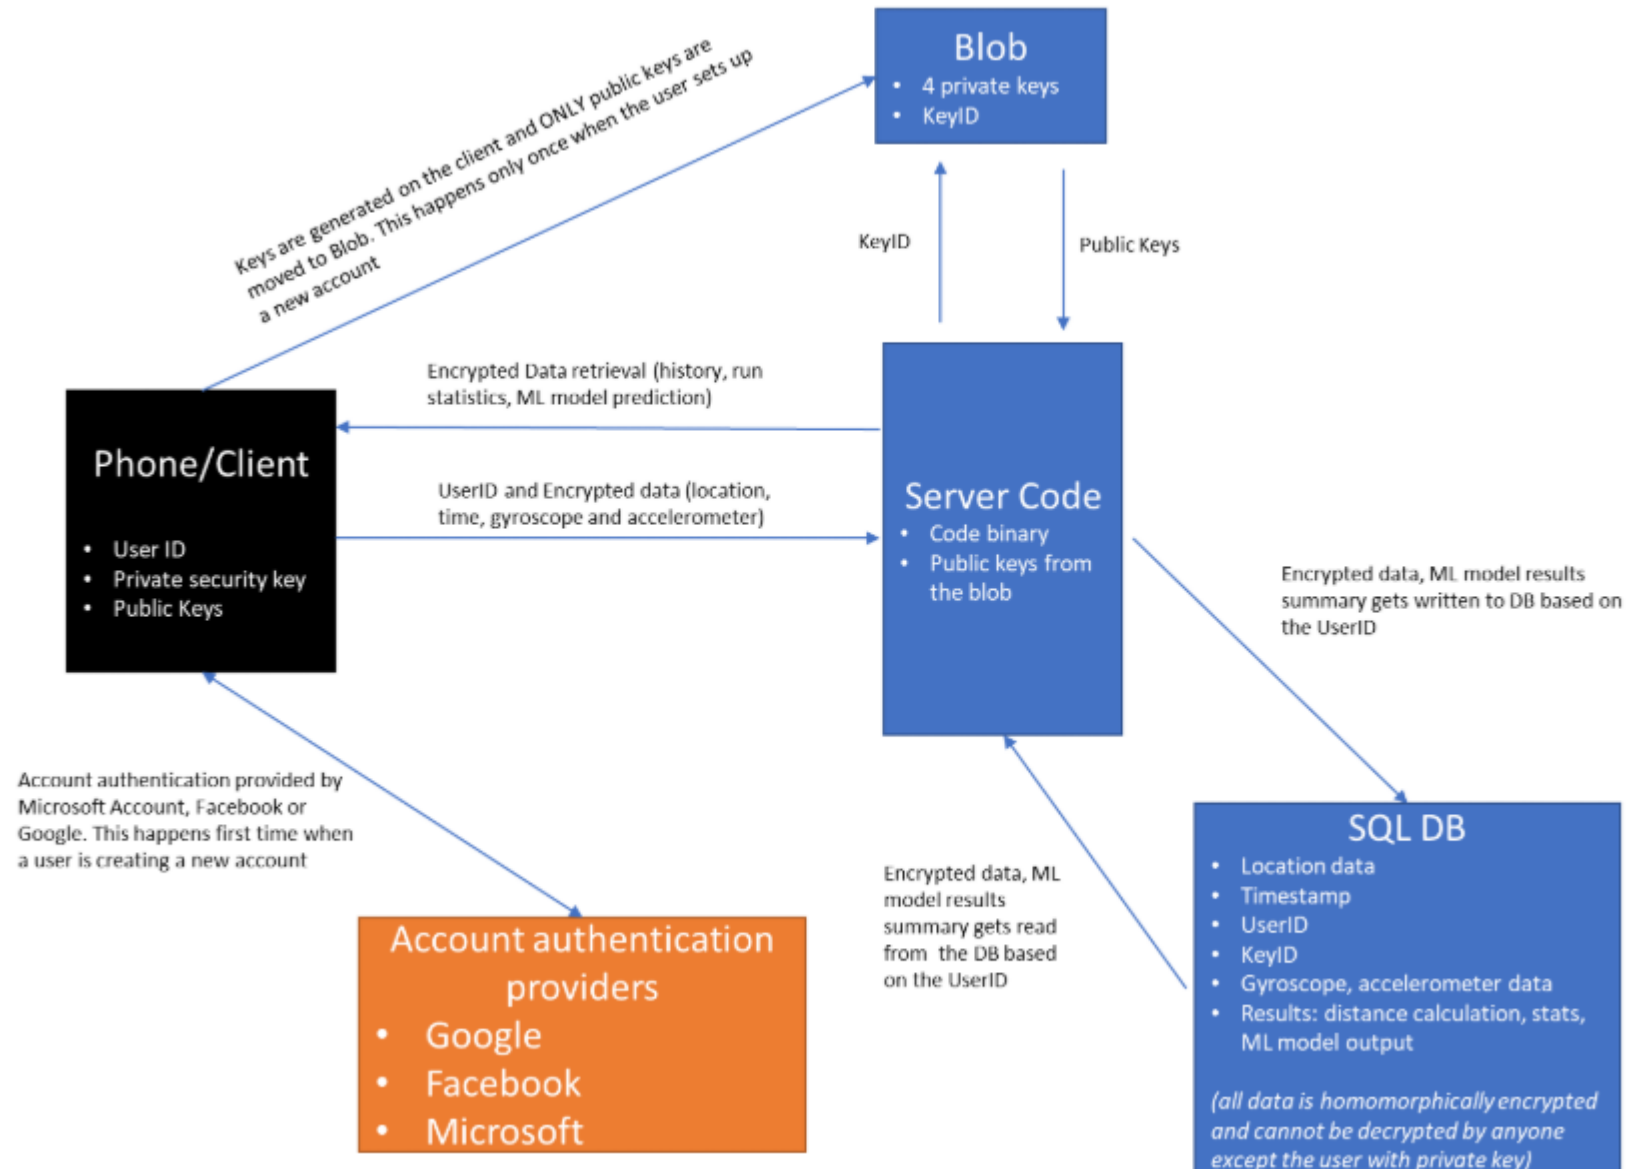 Blob
• 4 private keys
• KeyID
Keys are generated on the client and ONLY public keys are
moved to Blob. This happens only once when the user sets up
a new account
KeyID
Public Keys
Encrypted Data retrieval (history, run
statistics, ML model prediction)
Phone/Client
• User ID
• Private security key
• Public Keys
UserID and Encrypted data (location,
time, gyroscope and accelerometer)
Server Code
• Code binary
• Public keys from
the blob
Encrypted data, ML model results
summary gets written to DB based on
the UserID
Account authentication provided by
Microsoft Account, Facebook or
Google. This happens first time when
a user is creating a new account
Encrypted data, ML
model results
summary gets read
from the DB based
on the UserID
Account authentication
providers
• Google
• Facebook
• Microsoft
SQL DB
• Location data
• Timestamp
• UserID
• KeyID
• Gyroscope, accelerometer data
• Results: distance calculation, stats,
ML model output
(all data is homomorphically encrypted
and cannot be decrypted by anyone
except the user with private key)